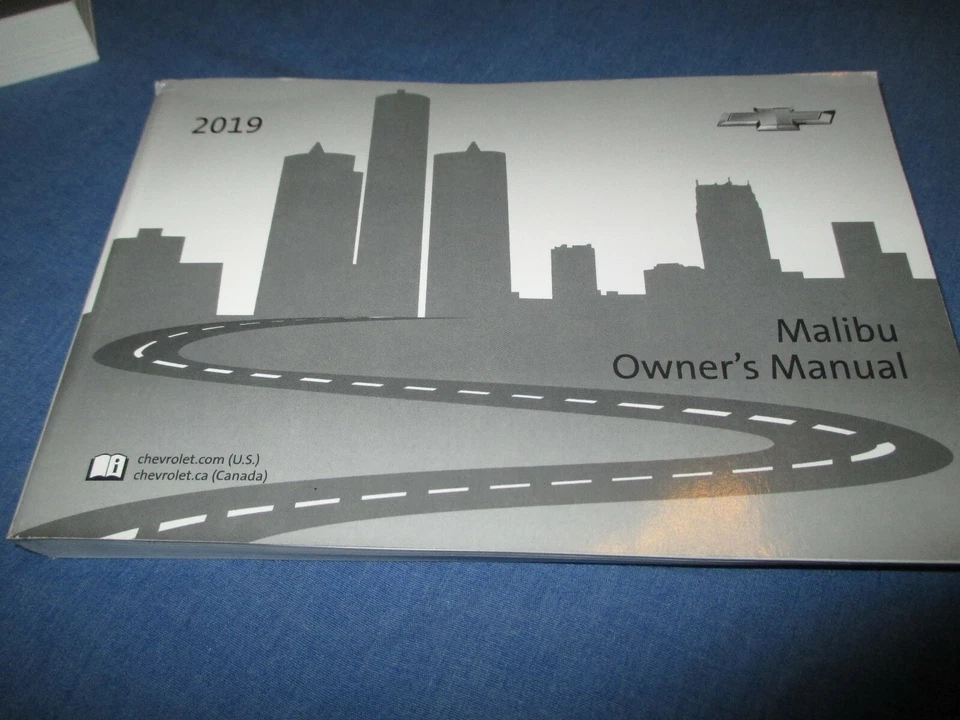 2019
Malibu
Owner's Manual
chevrolet.com (U.S.)
chevrolet.ca (Canada)